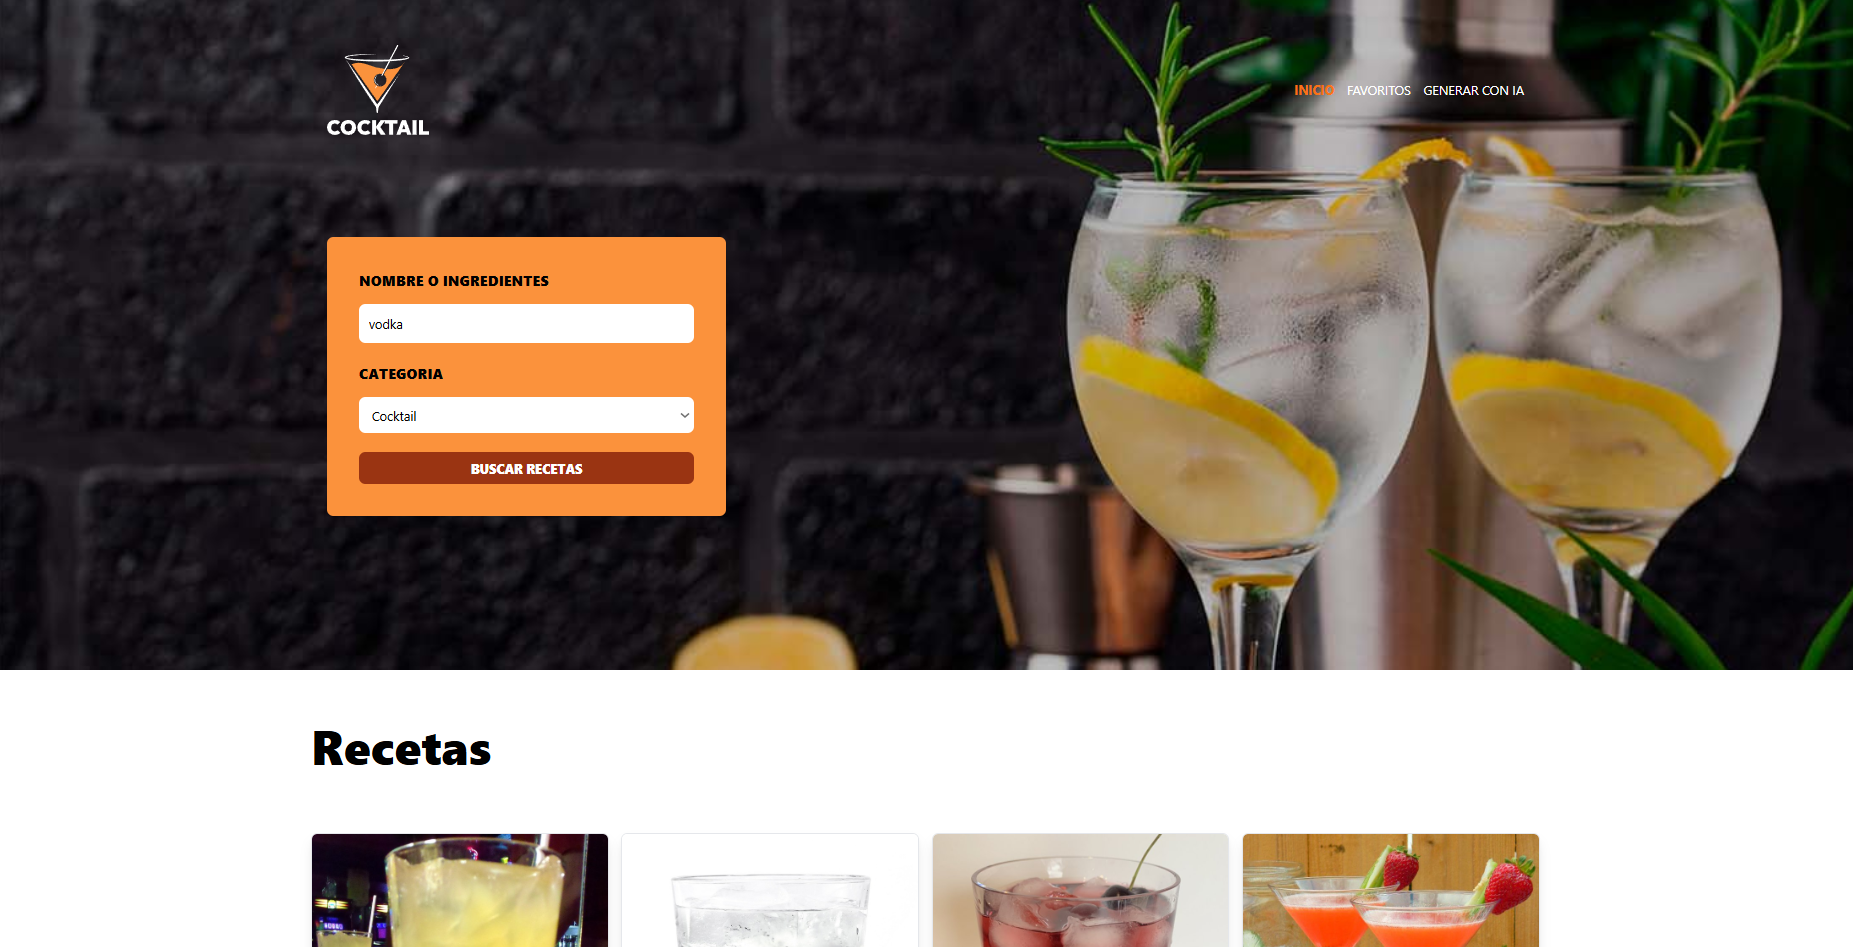 COCKTAIL
INICIO FAVORITOS GENERAR CON IA
NOMBRE O INGREDIENTES
vodka
CATEGORIA
Cocktail
BUSCAR RECETAS
Recetas